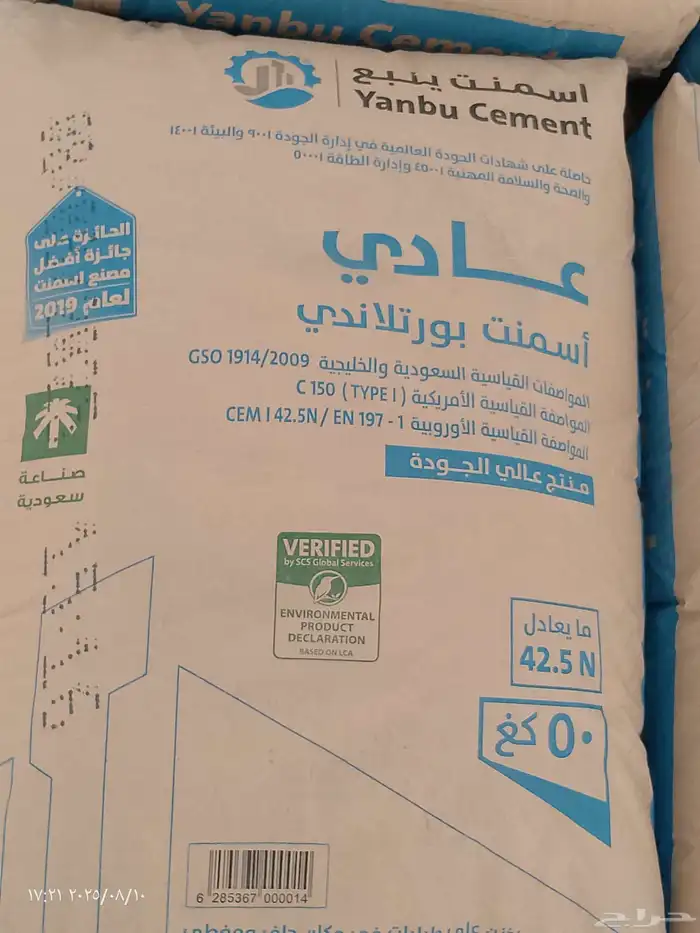 Yanbu Cement
اسمنت ينبع
Yanbu Cement
حاصلة على شهادات الجودة العالمية في إدارة الجودة ٩٠٠١ والبيئة ١٤٠٠١
والصحة والسلامة المهنية ٤٥٠٠١ وإدارة الطاقة ٥٠٠٠١
الحائزة على
جائزة أفضل
مصنع اسمنت
لعام 2019
عــادي
أسمنت بورتلاندي
المواصفات القياسية السعودية والخليجية GSO 1914/2009
المواصفة القياسية الأمريكية C 150 ( TYPE I )
المواصفة القياسية الأوروبية CEM I 42.5N / EN 197 - 1
منتج عالي الجـودة
صناعة
سعودية
VERIFIED
by SCS Global Services
ENVIRONMENTAL
PRODUCT
DECLARATION
BASED ON LCA
ما يعادل
42.5 N
٥٠ كغ
6 285367 000014
١٧:٢١ ٢٠٢٥/٠٨/١٠
حراج